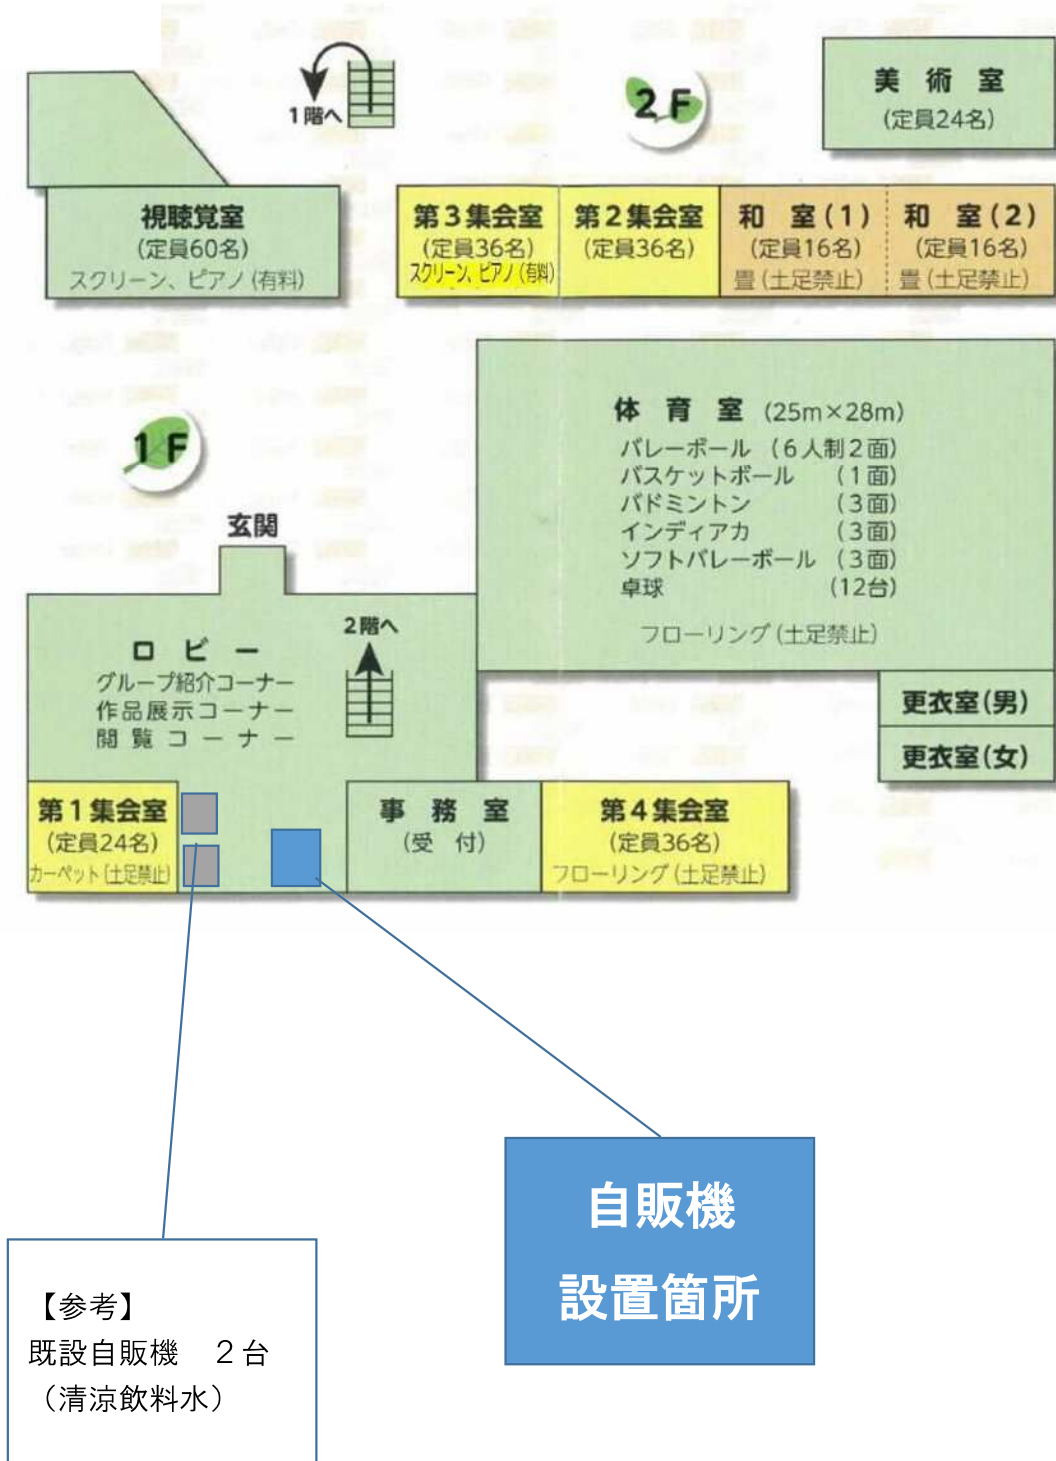 1階へ
2F
美 術 室
(定員24名)
視聴覚室
(定員60名)
スクリーン、ピアノ(有料)
第3集会室
(定員36名)
スクリーン、ピアノ(有料)
第2集会室
(定員36名)
和 室(1)
(定員16名)
畳(土足禁止)
和 室(2)
(定員16名)
畳(土足禁止)
体 育 室 (25m×28m)
バレーボール (6人制2面)
バスケットボール (1面)
バドミントン (3面)
インディアカ (3面)
ソフトバレーボール (3面)
卓球 (12台)
フローリング(土足禁止)
1F
玄関
ロ ビ ー
グループ紹介コーナー
作品展示コーナー
閲 覧 コ ー ナ ー
2階へ
更衣室(男)
更衣室(女)
第1集会室
(定員24名)
カーペット(土足禁止)
事 務 室
(受 付)
第4集会室
(定員36名)
フローリング(土足禁止)
自販機
設置箇所
【参考】
既設自販機 2台
(清涼飲料水)